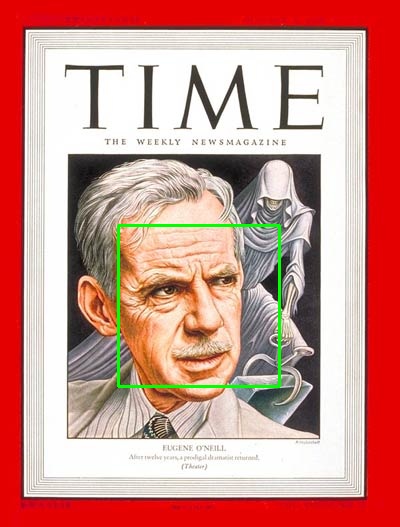 TIME
THE WEEKLY NEWSMAGAZINE
EUGENE O'NEILL
After twelve years, a prodigal dramatist returned.
(Theater)